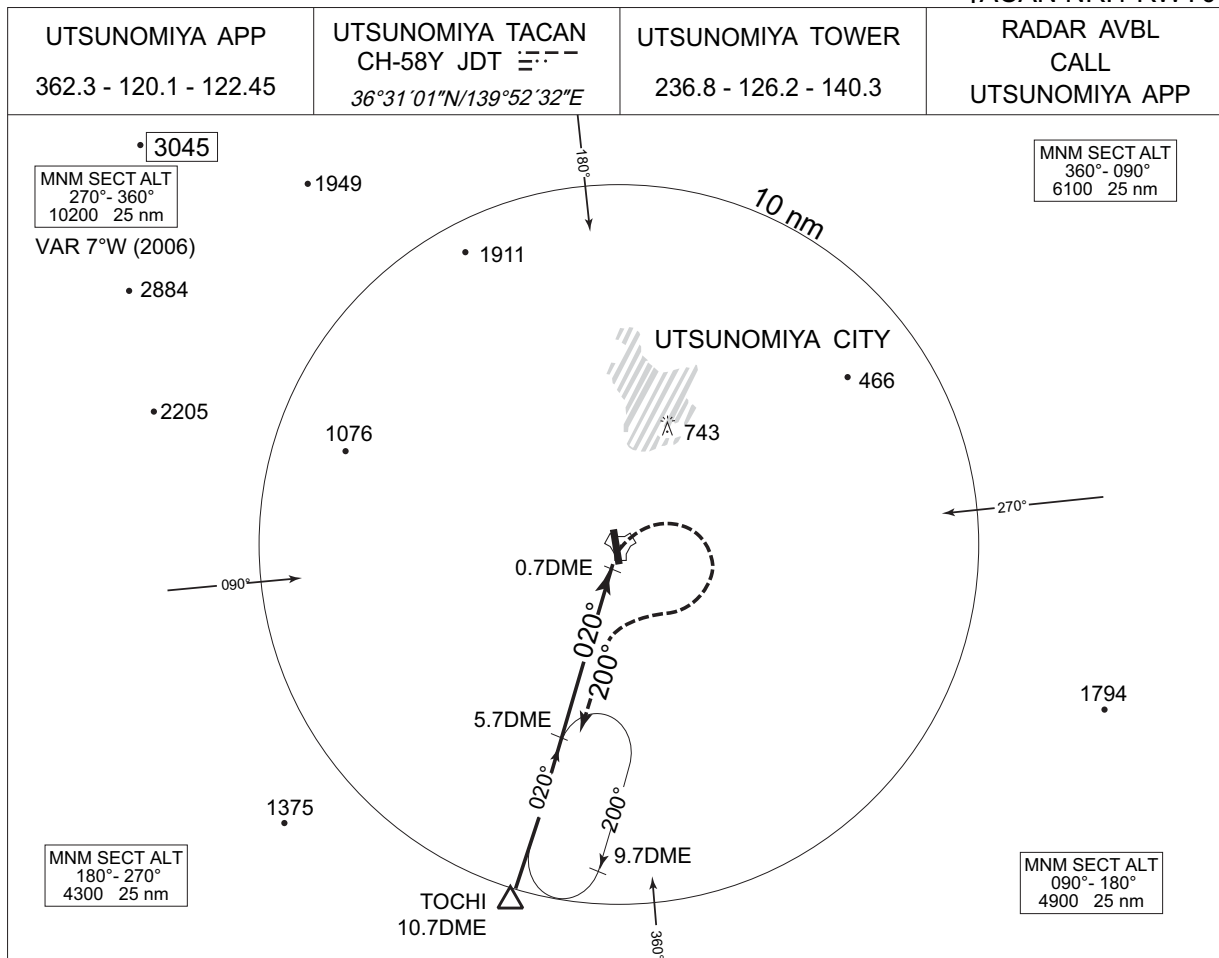 UTSUNOMIYA APP
362.3 - 120.1 - 122.45
UTSUNOMIYA TACAN
CH-58Y JDT
36°31´01"N/139°52´32"E
UTSUNOMIYA TOWER
236.8 - 126.2 - 140.3
RADAR AVBL
CALL
UTSUNOMIYA APP
3045
MNM SECT ALT
270°- 360°
10200 25 nm
VAR 7°W (2006)
1949
180°
MNM SECT ALT
360°- 090°
6100 25 nm
10 nm
1911
2884
UTSUNOMIYA CITY
466
2205
743
1076
270°
0.7DME
090°
020°
200°
1794
5.7DME
020°
200°
1375
9.7DME
MNM SECT ALT
180°- 270°
4300 25 nm
MNM SECT ALT
090°- 180°
4900 25 nm
TOCHI
10.7DME
360°